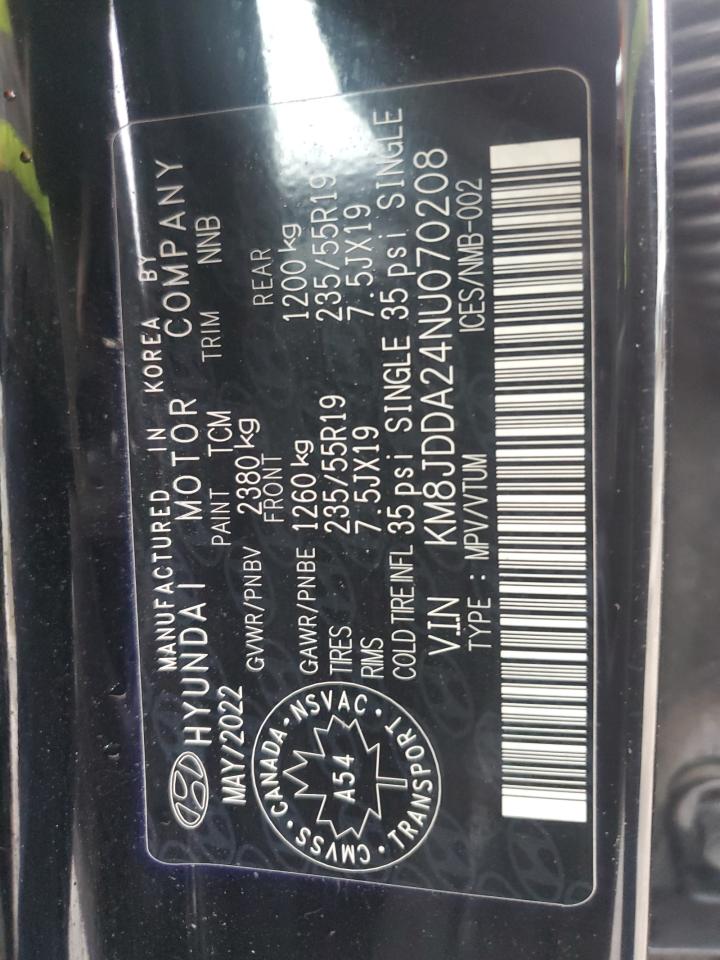 MANUFACTURED IN KOREA BY
HYUNDAI MOTOR COMPANY
MAY/2022 PAINT TCM TRIM NNB
GVWR/PNBV 2380 kg
FRONT REAR
GAWR/PNBE 1260 kg 1200 kg
TIRES 235/55R19 235/55R19
RIMS 7.5JX19 7.5JX19
COLD TIRE INFL 35 psi SINGLE 35 psi SINGLE
VIN KM8JDDA24NU070208
TYPE : MPV/VTUM ICES/NMB-002
CMVSS · CANADA · NSVAC · TRANSPORT ·
A54